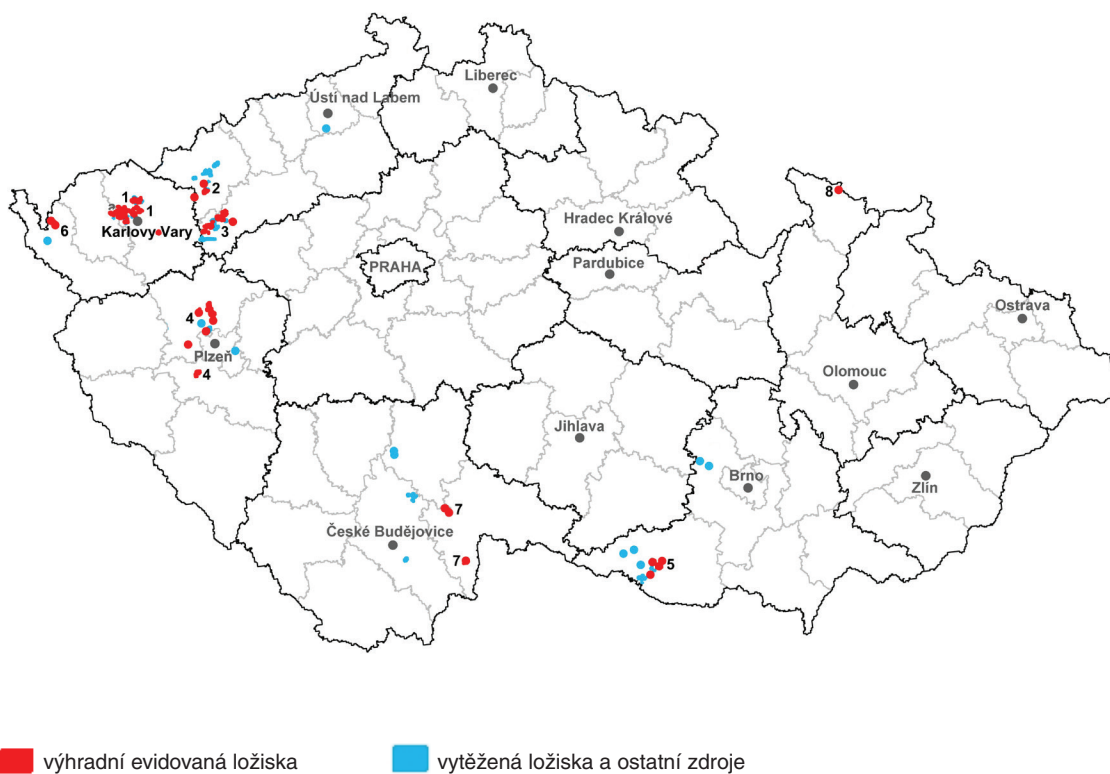 Liberec
Ústí nad Labem
2
8
1
1
Hradec Králové
6
Karlovy Vary
3
PRAHA
Pardubice
Ostrava
4
Plzeň
Olomouc
4
Jihlava
Brno
Zlín
7
České Budějovice
7
5
výhradní evidovaná ložiska
vytěžená ložiska a ostatní zdroje